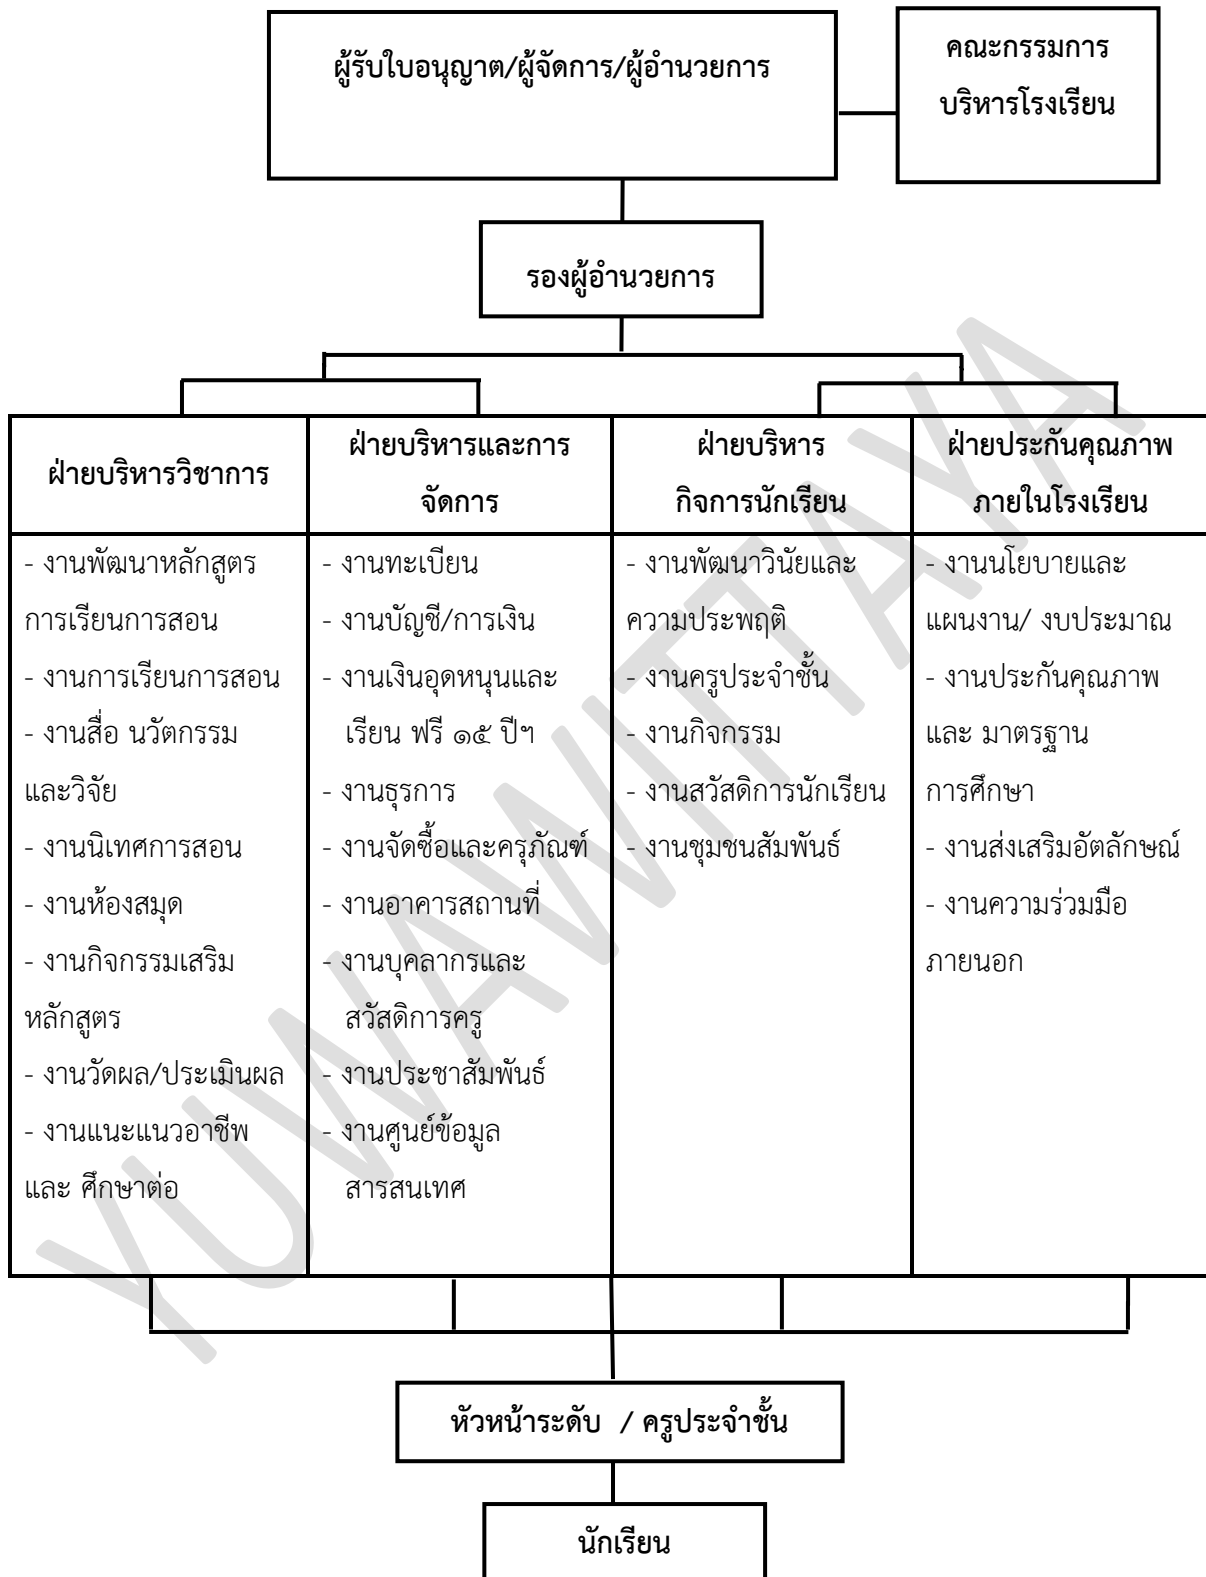 ผู้รับใบอนุญาต/ผู้จัดการ/ผู้อำนวยการ
คณะกรรมการ
บริหารโรงเรียน
รองผู้อำนวยการ
ฝ่ายบริหารวิชาการ
- งานพัฒนาหลักสูตร
การเรียนการสอน
- งานการเรียนการสอน
- งานสื่อ นวัตกรรม
และวิจัย
- งานนิเทศการสอน
- งานห้องสมุด
- งานกิจกรรมเสริม
หลักสูตร
- งานวัดผล/ประเมินผล
- งานแนะแนวอาชีพ
และ ศึกษาต่อ
ฝ่ายบริหารและการ
จัดการ
- งานทะเบียน
- งานบัญชี/การเงิน
- งานเงินอุดหนุนและ
เรียน ฟรี ๑๕ ปีฯ
- งานธุรการ
- งานจัดซื้อและครุภัณฑ์
- งานอาคารสถานที่
- งานบุคลากรและ
สวัสดิการครู
- งานประชาสัมพันธ์
- งานศูนย์ข้อมูล
สารสนเทศ
ฝ่ายบริหาร
กิจการนักเรียน
- งานพัฒนาวินัยและ
ความประพฤติ
- งานครูประจำชั้น
- งานกิจกรรม
- งานสวัสดิการนักเรียน
- งานชุมชนสัมพันธ์
ฝ่ายประกันคุณภาพ
ภายในโรงเรียน
- งานนโยบายและ
แผนงาน/ งบประมาณ
- งานประกันคุณภาพ
และ มาตรฐาน
การศึกษา
- งานส่งเสริมอัตลักษณ์
- งานความร่วมมือ
ภายนอก
หัวหน้าระดับ / ครูประจำชั้น
นักเรียน
YUWAWITTAYA